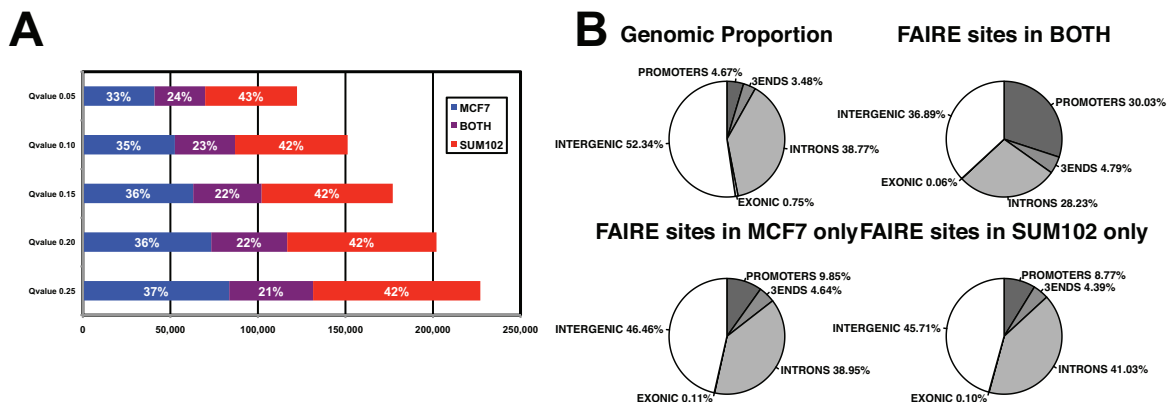 A
Qvalue 0.05
33%
24%
43%
Qvalue 0.10
35%
23%
42%
Qvalue 0.15
36%
22%
42%
Qvalue 0.20
36%
22%
42%
Qvalue 0.25
37%
21%
42%
MCF7
BOTH
SUM102
0
50,000
100,000
150,000
200,000
250,000
B
Genomic Proportion
PROMOTERS 4.67%
3ENDS 3.48%
INTERGENIC 52.34%
INTRONS 38.77%
EXONIC 0.75%
FAIRE sites in BOTH
PROMOTERS 30.03%
INTERGENIC 36.89%
3ENDS 4.79%
EXONIC 0.06%
INTRONS 28.23%
FAIRE sites in MCF7 only
PROMOTERS 9.85%
3ENDS 4.64%
INTERGENIC 46.46%
INTRONS 38.95%
EXONIC 0.11%
FAIRE sites in SUM102 only
PROMOTERS 8.77%
3ENDS 4.39%
INTERGENIC 45.71%
INTRONS 41.03%
EXONIC 0.10%